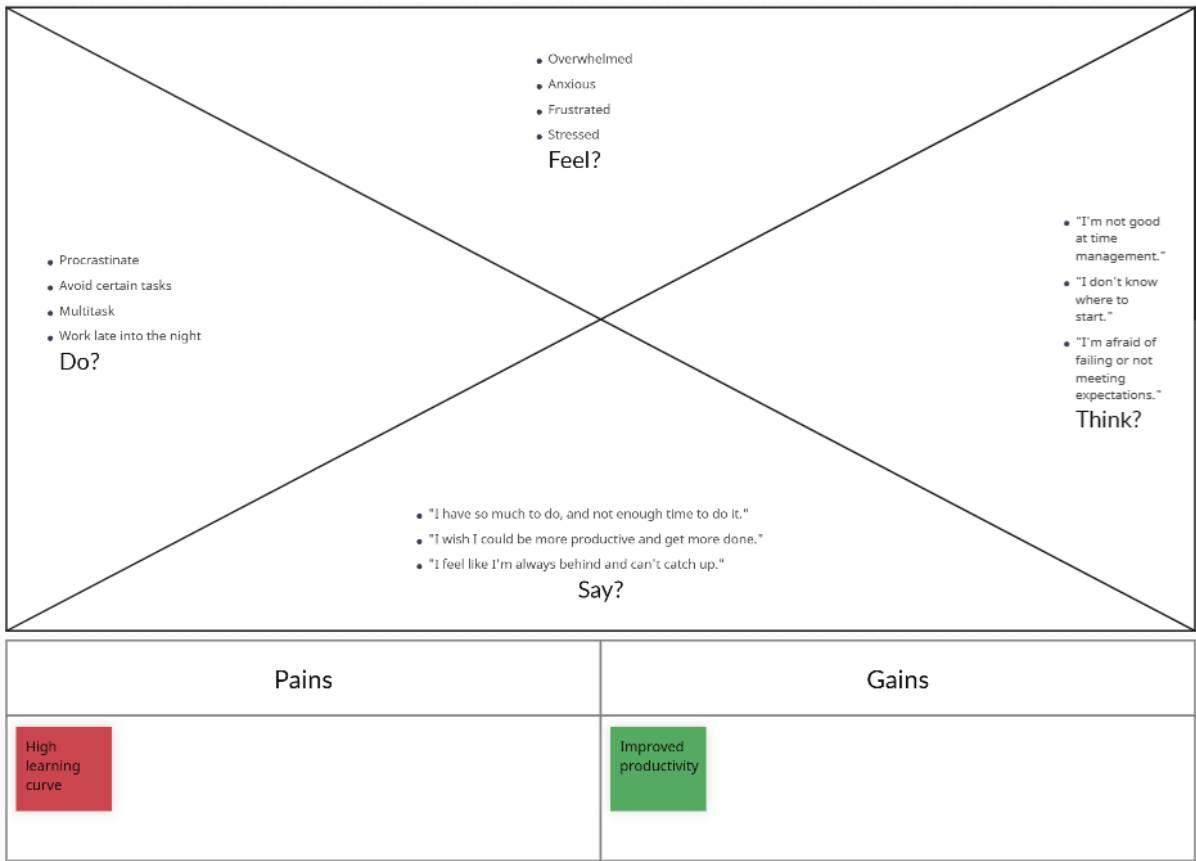 • Overwhelmed
• Anxious
• Frustrated
• Stressed
Feel?
• Procrastinate
• Avoid certain tasks
• Multitask
• Work late into the night
Do?
• "I'm not good
at time
management."
• "I don't know
where to
start."
• "I'm afraid of
failing or not
meeting
expectations."
Think?
• "I have so much to do, and not enough time to do it."
• "I wish I could be more productive and get more done."
• "I feel like I'm always behind and can't catch up."
Say?
Pains
Gains
High
learning
curve
Improved
productivity